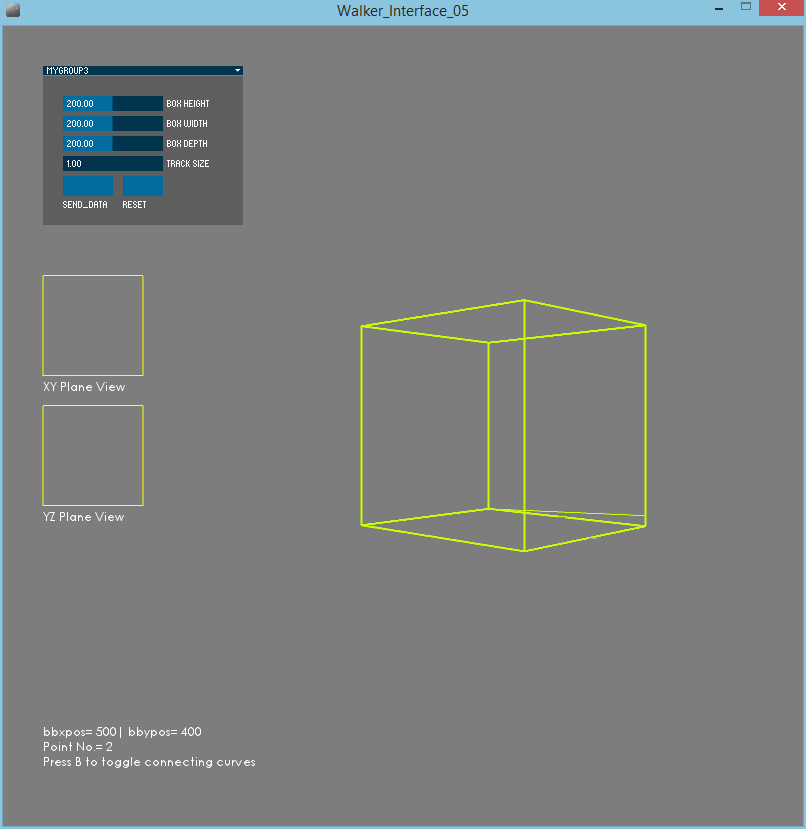 Walker_Interface_05
MYGROUP3
200.00 BOX HEIGHT
200.00 BOX WIDTH
200.00 BOX DEPTH
1.00 TRACK SIZE
SEND_DATA RESET
XY Plane View
YZ Plane View
bbxpos= 500| bbypos= 400
Point No.= 2
Press B to toggle connecting curves